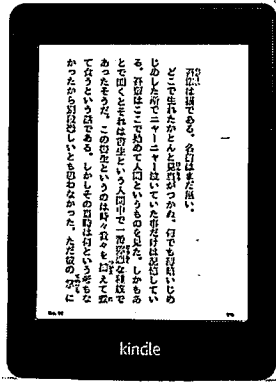 一
吾輩は猫である。名前はまだ無い。
どこで生れたかとんと見当がつかぬ。何でも薄暗いじめ
じめした所でニャーニャー泣いていた事だけは記憶してい
る。吾輩はここで始めて人間というものを見た。しかもあ
とで聞くとそれは書生という人間中で一番獰悪な種族で
あったそうだ。この書生というのは時々我々を捕えて煮
て食うという話である。しかしその当時は何という考もな
かったから別段恐しいとも思わなかった。ただ彼の掌に
kindle